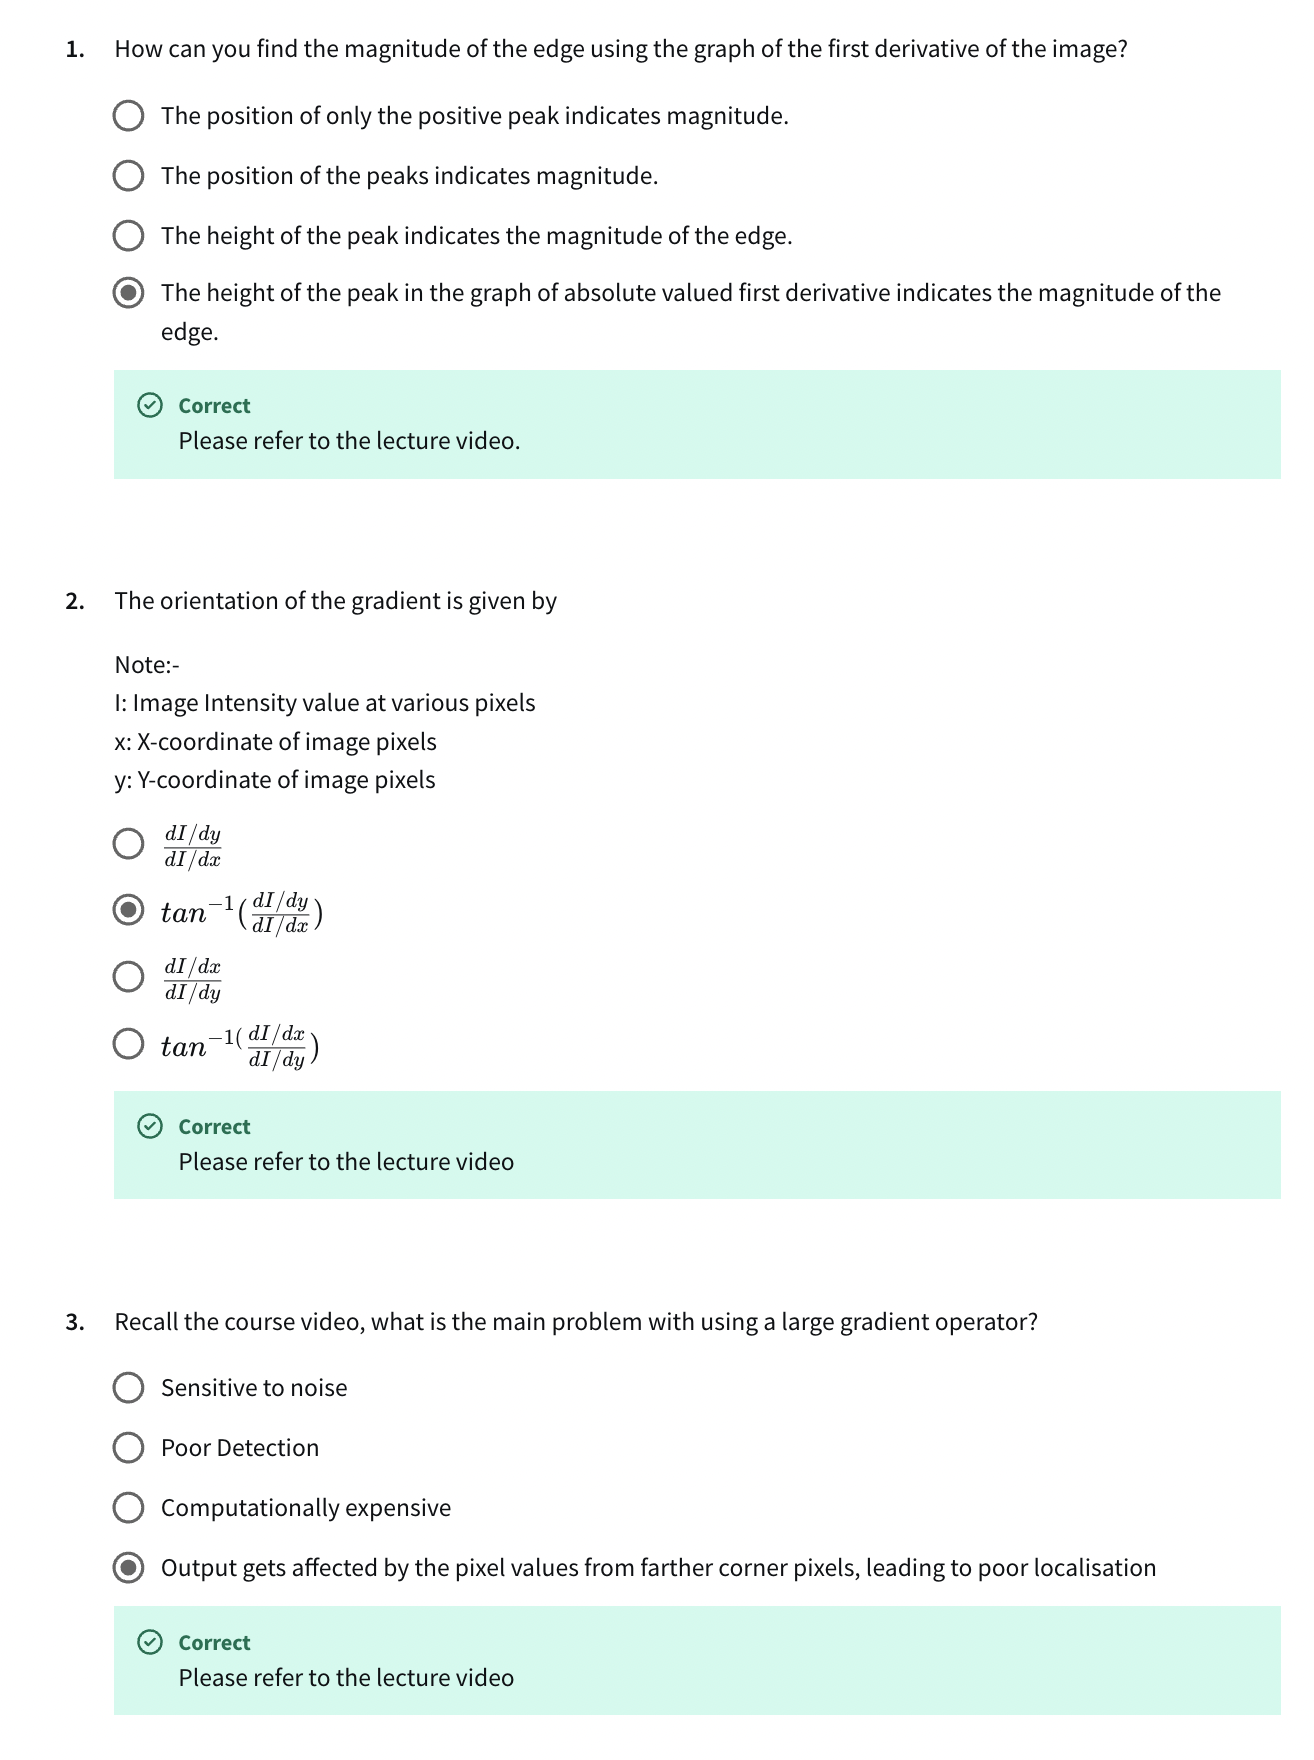 1. How can you find the magnitude of the edge using the graph of the first derivative of the image?
The position of only the positive peak indicates magnitude.
The position of the peaks indicates magnitude.
The height of the peak indicates the magnitude of the edge.
The height of the peak in the graph of absolute valued first derivative indicates the magnitude of the
edge.
Correct
Please refer to the lecture video.
2. The orientation of the gradient is given by
Note:-
I: Image Intensity value at various pixels
x: X-coordinate of image pixels
y: Y-coordinate of image pixels
\frac{dI/dy}{dI/dx}
tan^{-1}(\frac{dI/dy}{dI/dx})
\frac{dI/dx}{dI/dy}
tan^{-1(}\frac{dI/dx}{dI/dy})
Correct
Please refer to the lecture video
3. Recall the course video, what is the main problem with using a large gradient operator?
Sensitive to noise
Poor Detection
Computationally expensive
Output gets affected by the pixel values from farther corner pixels, leading to poor localisation
Correct
Please refer to the lecture video